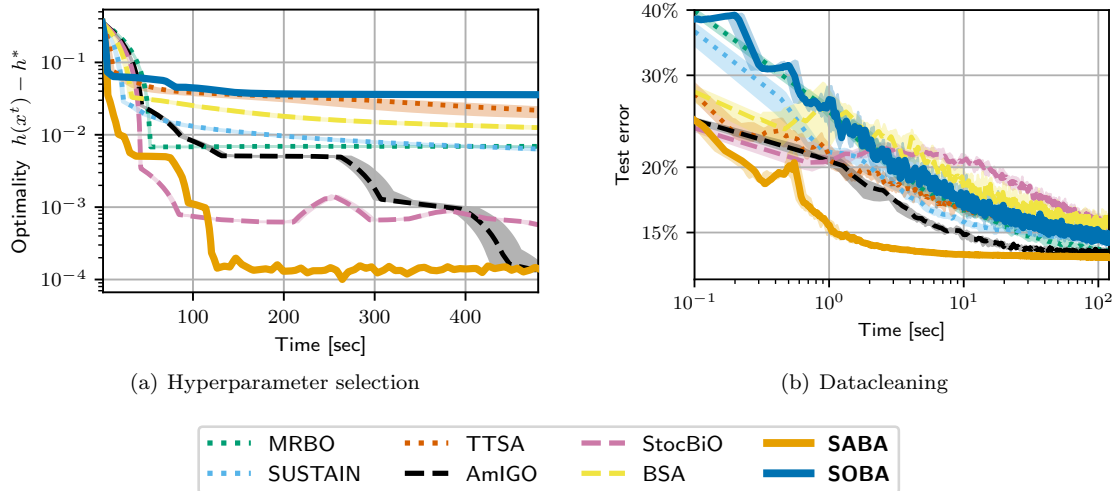 Optimality h(x^t) − h*
10^−1
10^−2
10^−3
10^−4
100 200 300 400
Time [sec]
(a) Hyperparameter selection
Test error
40%
30%
20%
15%
10^−1 10^0 10^1 10^2
Time [sec]
(b) Datacleaning
MRBO TTSA StocBiO SABA
SUSTAIN AmIGO BSA SOBA